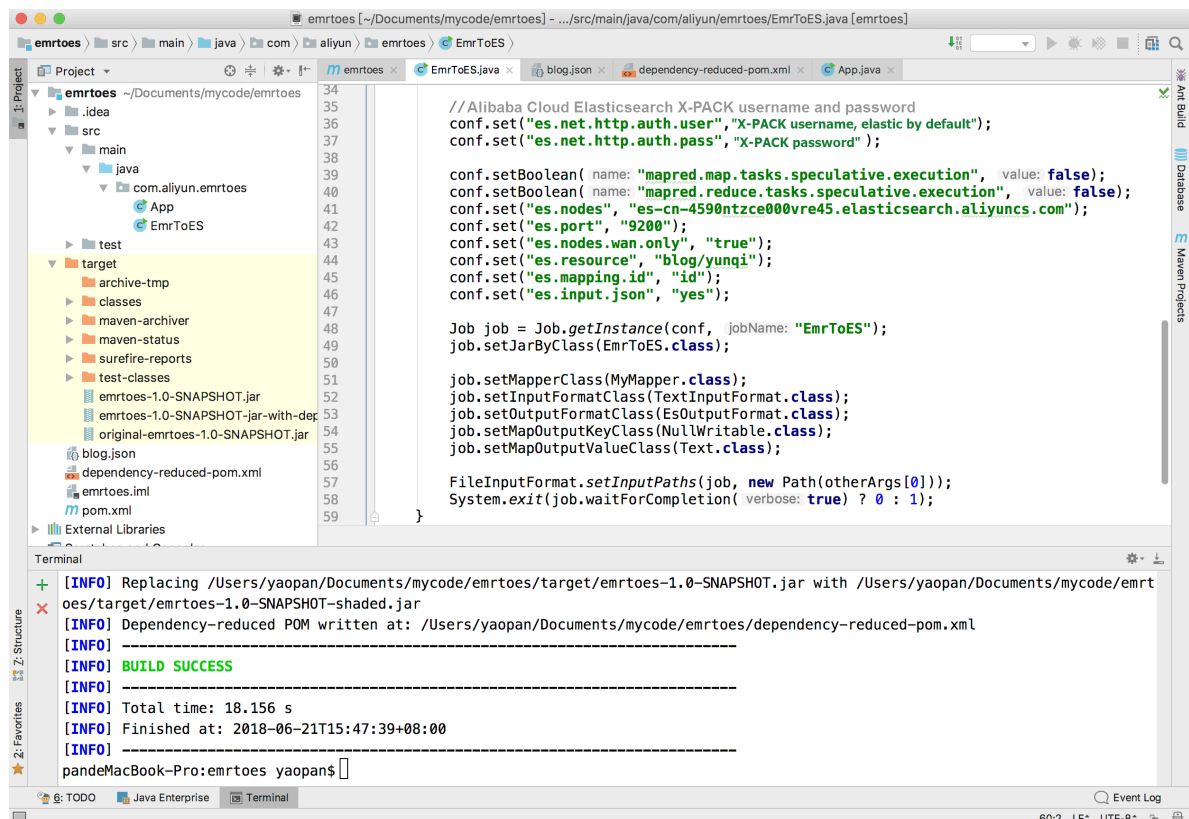 emrtoes [~/Documents/mycode/emrtoes] - .../src/main/java/com/aliyun/emrtoes/EmrToES.java [emrtoes]
emrtoes src main java com aliyun emrtoes EmrToES
Project
emrtoes EmrToES.java blog.json dependency-reduced-pom.xml App.java
1: Project
emrtoes ~/Documents/mycode/emrtoes
.idea
src
main
java
com.aliyun.emrtoes
App
EmrToES
test
target
archive-tmp
classes
maven-archiver
maven-status
surefire-reports
test-classes
emrtoes-1.0-SNAPSHOT.jar
emrtoes-1.0-SNAPSHOT-jar-with-dep
original-emrtoes-1.0-SNAPSHOT.jar
blog.json
dependency-reduced-pom.xml
emrtoes.iml
pom.xml
External Libraries
34
35 //Alibaba Cloud Elasticsearch X-PACK username and password
36 conf.set("es.net.http.auth.user","X-PACK username, elastic by default");
37 conf.set("es.net.http.auth.pass","X-PACK password" );
38
39 conf.setBoolean( name: "mapred.map.tasks.speculative.execution", value: false);
40 conf.setBoolean( name: "mapred.reduce.tasks.speculative.execution", value: false);
41 conf.set("es.nodes", "es-cn-4590ntzce000vre45.elasticsearch.aliyuncs.com");
42 conf.set("es.port", "9200");
43 conf.set("es.nodes.wan.only", "true");
44 conf.set("es.resource", "blog/yunqi");
45 conf.set("es.mapping.id", "id");
46 conf.set("es.input.json", "yes");
47
48 Job job = Job.getInstance(conf, jobName: "EmrToES");
49 job.setJarByClass(EmrToES.class);
50
51 job.setMapperClass(MyMapper.class);
52 job.setInputFormatClass(TextInputFormat.class);
53 job.setOutputFormatClass(EsOutputFormat.class);
54 job.setMapOutputKeyClass(NullWritable.class);
55 job.setMapOutputValueClass(Text.class);
56
57 FileInputFormat.setInputPaths(job, new Path(otherArgs[0]));
58 System.exit(job.waitForCompletion( verbose: true) ? 0 : 1);
59 }
Ant Build
Database
Maven Projects
Terminal
[INFO] Replacing /Users/yaopan/Documents/mycode/emrtoes/target/emrtoes-1.0-SNAPSHOT.jar with /Users/yaopan/Documents/mycode/emrt
oes/target/emrtoes-1.0-SNAPSHOT-shaded.jar
[INFO] Dependency-reduced POM written at: /Users/yaopan/Documents/mycode/emrtoes/dependency-reduced-pom.xml
[INFO] ------------------------------------------------------------------------
[INFO] BUILD SUCCESS
[INFO] ------------------------------------------------------------------------
[INFO] Total time: 18.156 s
[INFO] Finished at: 2018-06-21T15:47:39+08:00
[INFO] ------------------------------------------------------------------------
pandeMacBook-Pro:emrtoes yaopan$
Z: Structure
2: Favorites
6: TODO Java Enterprise Terminal Event Log